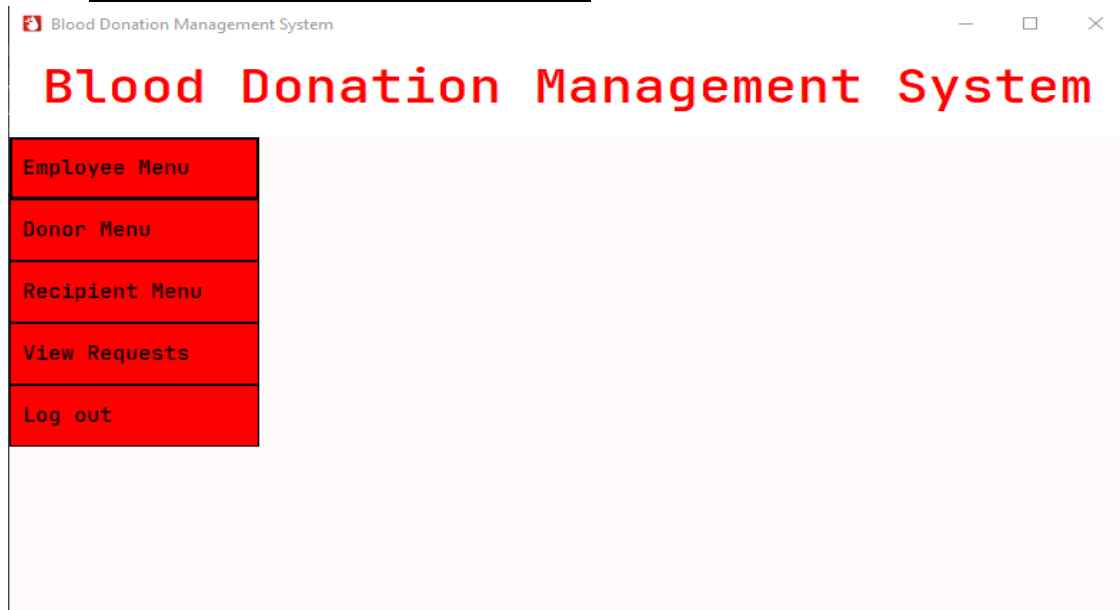 Blood Donation Management System
Blood Donation Management System
Employee Menu
Donor Menu
Recipient Menu
View Requests
Log out